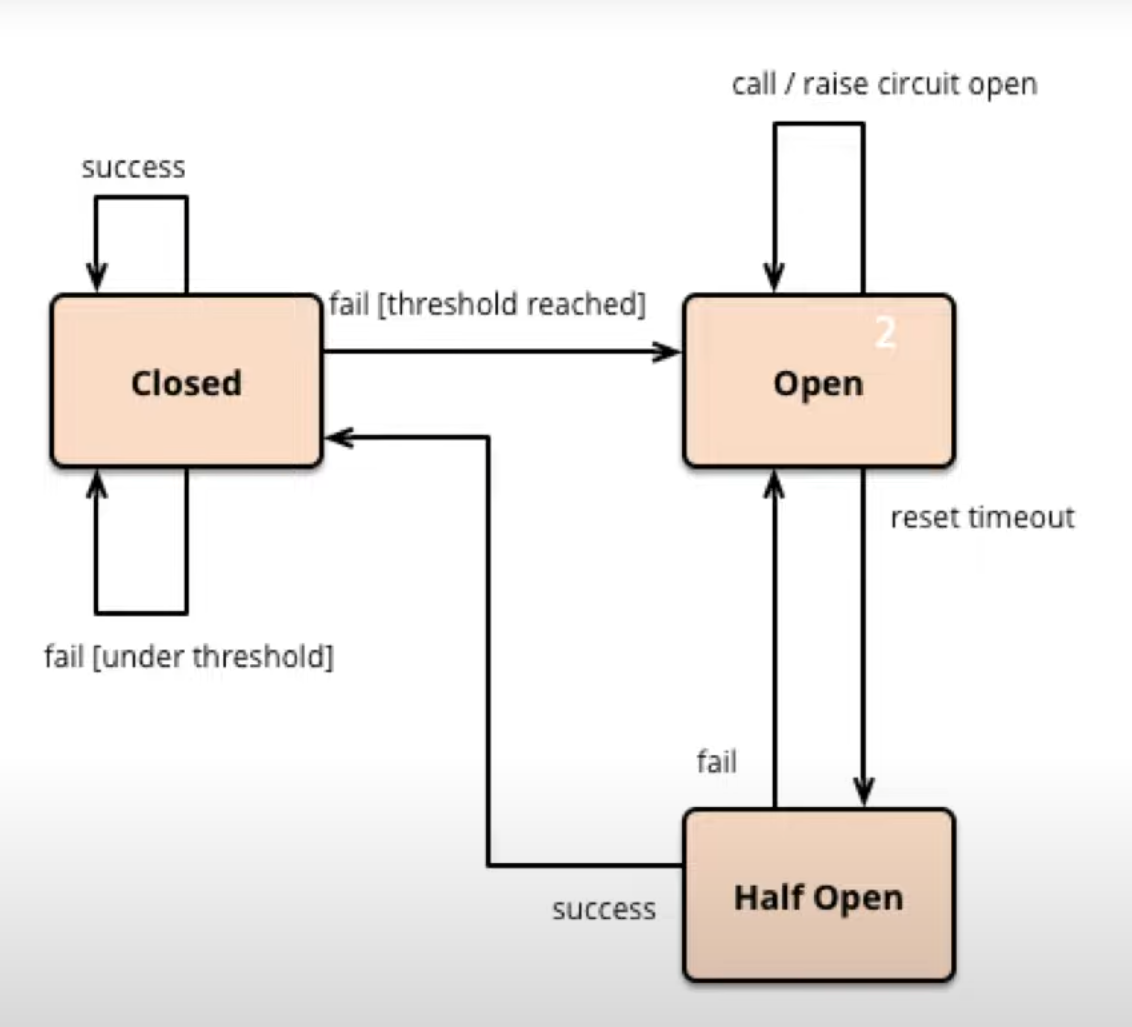 call / raise circuit open
success
fail [threshold reached]
2
Closed
Open
reset timeout
fail [under threshold]
fail
Half Open
success